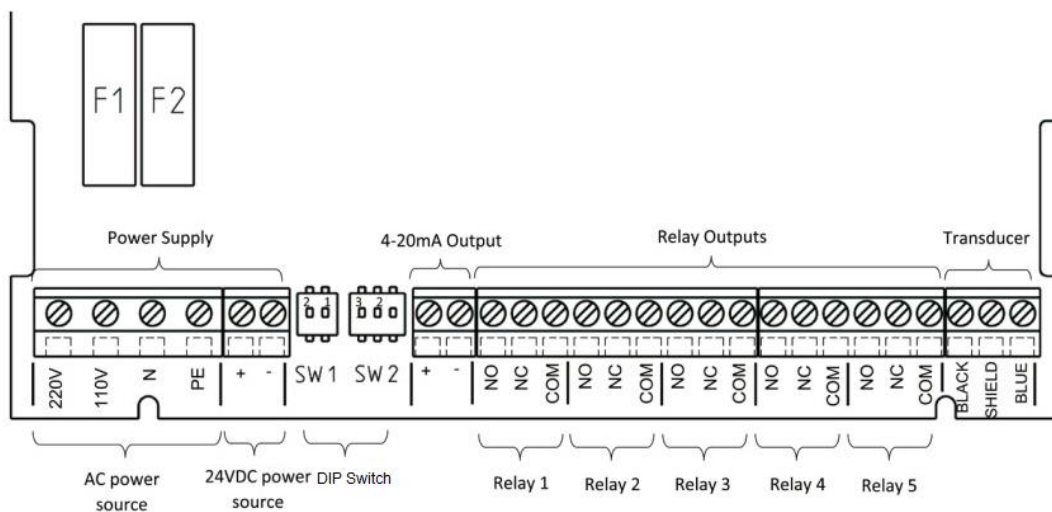 F1 F2
Power Supply
4-20mA Output
Relay Outputs
Transducer
2 1
3 2
220V
110V
N
PE
+
-
SW1
SW2
+
-
NO
NC
COM
NO
NC
COM
NO
NC
COM
NO
NC
COM
NO
NC
COM
BLACK
SHIELD
BLUE
AC power
source
24VDC power
source
DIP Switch
Relay 1
Relay 2
Relay 3
Relay 4
Relay 5